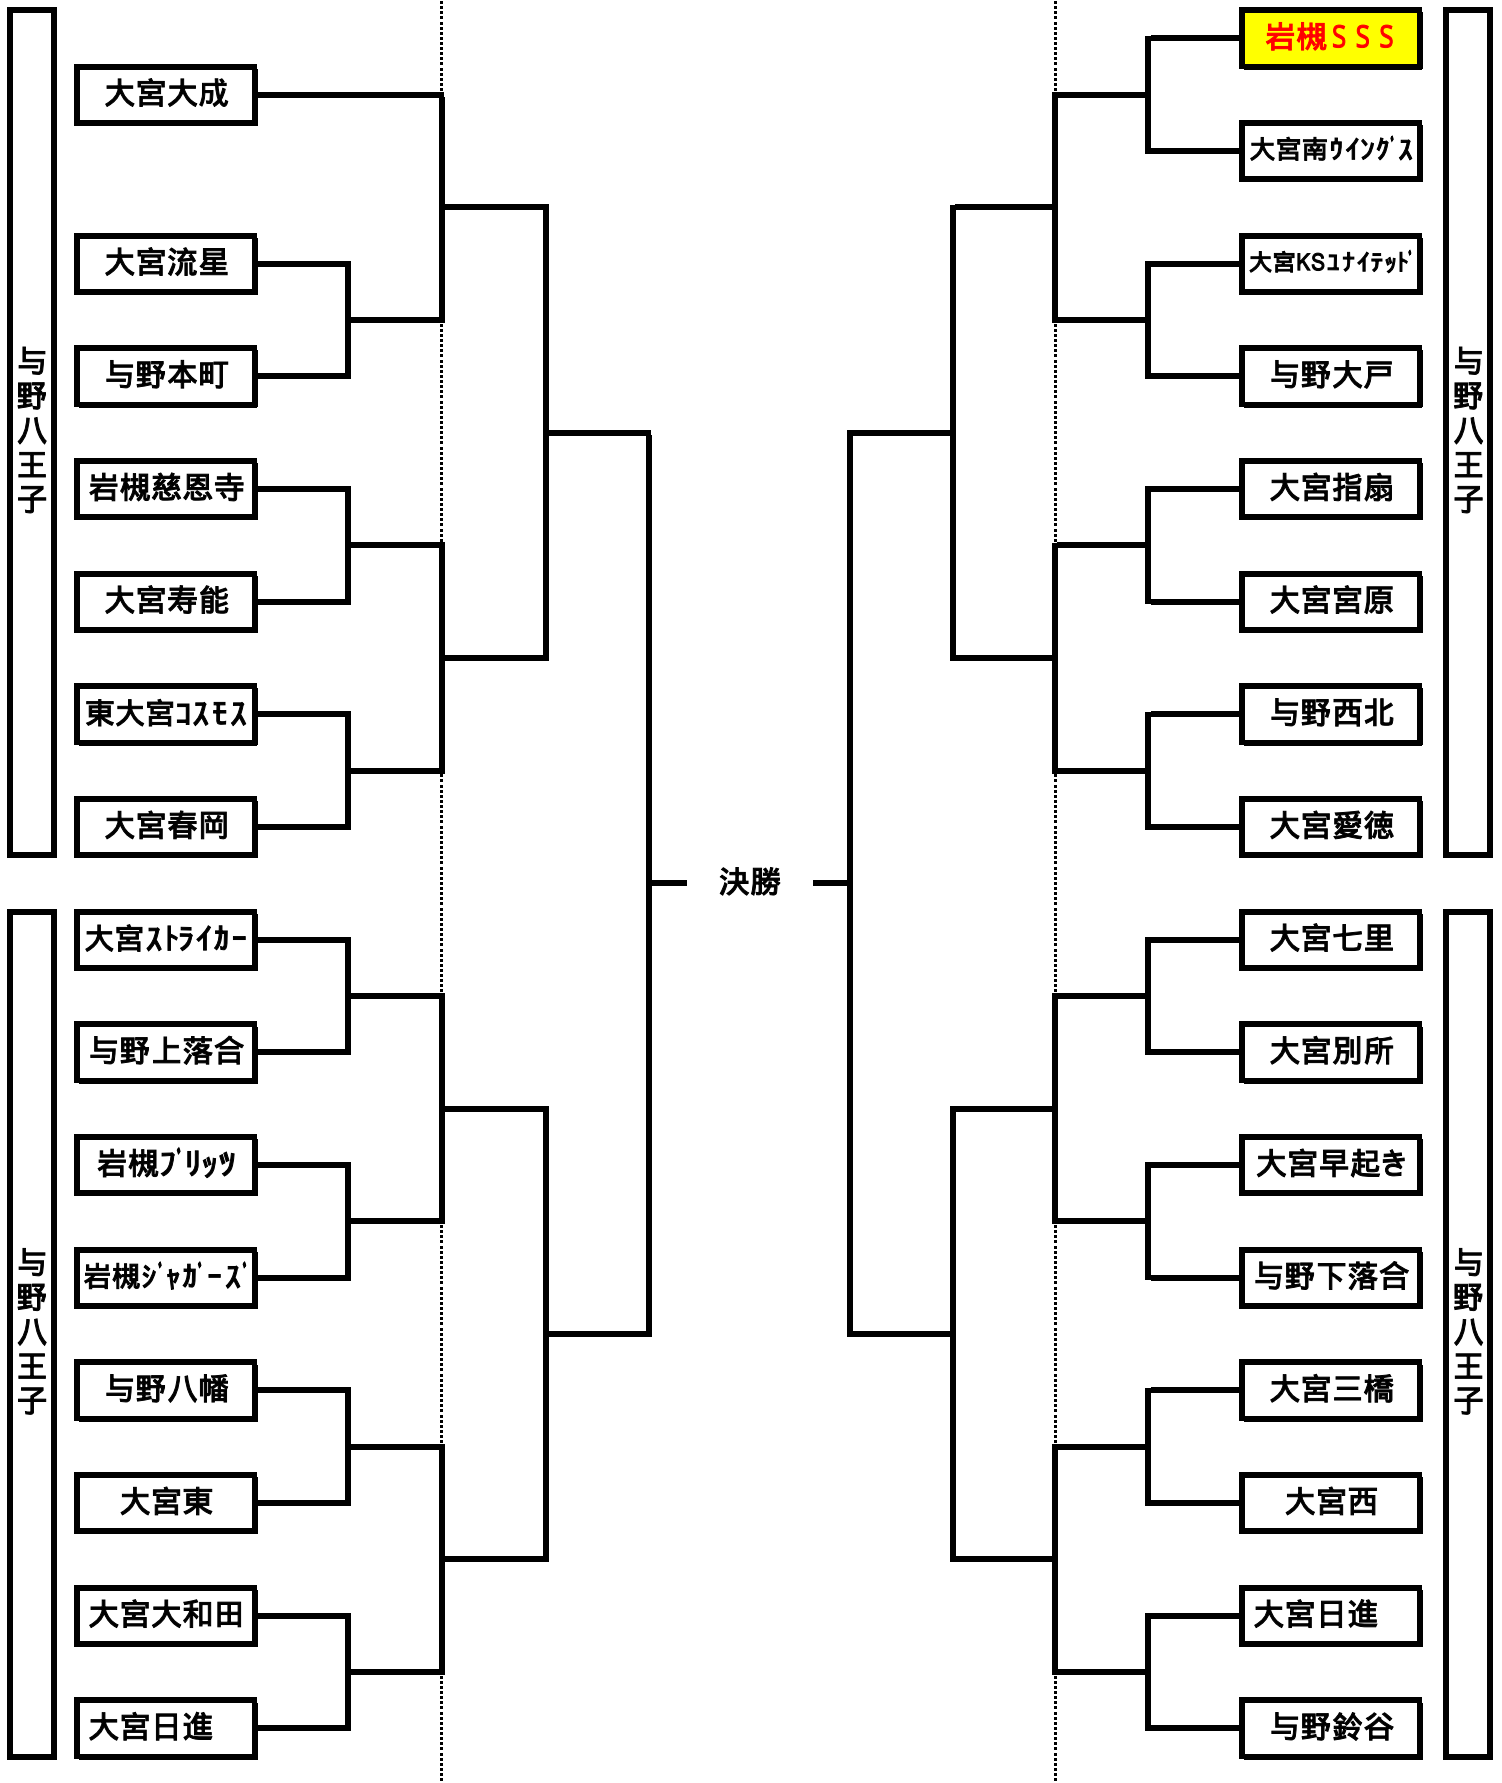 与野八王子
大宮大成
大宮流星
与野本町
岩槻慈恩寺
大宮寿能
東大宮ｺｽﾓｽ
大宮春岡
与野八王子
大宮ｽﾄﾗｲｶｰ
与野上落合
岩槻ﾌﾞﾘｯﾂ
岩槻ｼﾞｬｶﾞｰｽﾞ
与野八幡
大宮東
大宮大和田
大宮日進
決勝
岩槻ＳＳＳ
大宮南ｳｲﾝｸﾞｽ
大宮KSﾕﾅｲﾃｯﾄﾞ
与野大戸
大宮指扇
大宮宮原
与野西北
大宮愛徳
与野八王子
大宮七里
大宮別所
大宮早起き
与野下落合
大宮三橋
大宮西
大宮日進
与野鈴谷
与野八王子